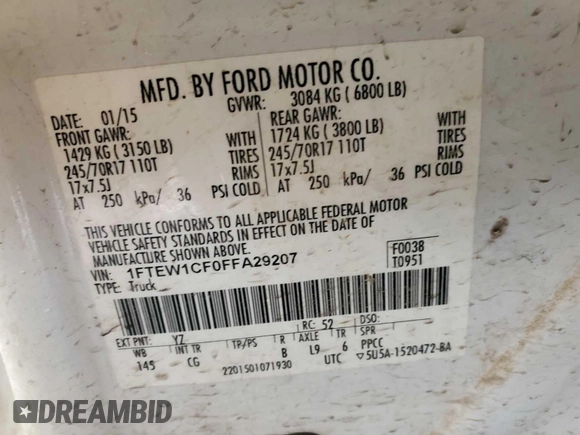 MFD. BY FORD MOTOR CO.
DATE: 01/15 GVWR: 3084 KG ( 6800 LB)
FRONT GAWR: REAR GAWR:
1429 KG ( 3150 LB) WITH 1724 KG ( 3800 LB) WITH
245/70R17 110T TIRES 245/70R17 110T TIRES
17x7.5J RIMS 17x7.5J RIMS
AT 250 kPa/ 36 PSI COLD AT 250 kPa/ 36 PSI COLD
THIS VEHICLE CONFORMS TO ALL APPLICABLE FEDERAL MOTOR
VEHICLE SAFETY STANDARDS IN EFFECT ON THE DATE OF
MANUFACTURE SHOWN ABOVE.
VIN: 1FTEW1CF0FFA29207 F0038
TYPE: Truck T0951
EXT PNT: YZ RC: 52 DSO:
WB INT TR TP/PS R AXLE TR SPR
145 CG B L9 6 PPCC
2201501071930 UTC ▽5U5A-1520472-BA
DREAMBID